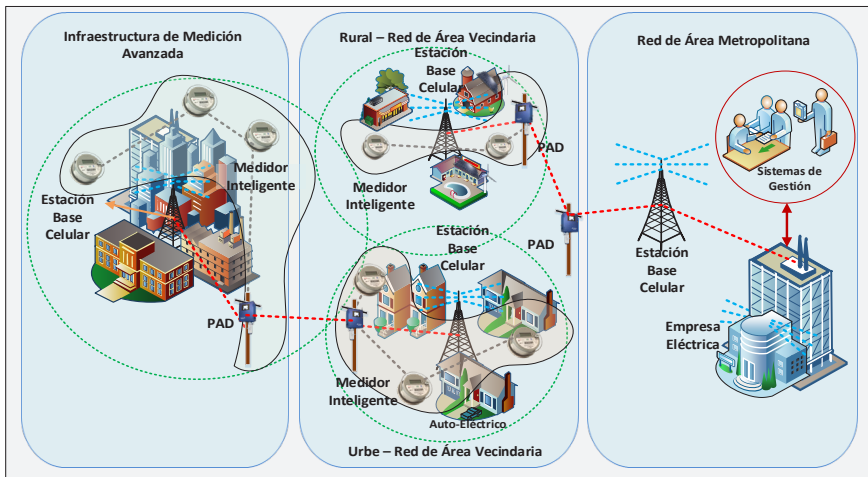 Infraestructura de Medición
Avanzada
Medidor
Inteligente
Estación
Base
Celular
PAD
Rural – Red de Área Vecindaria
Estación
Base
Celular
PAD
Medidor
Inteligente
PAD
Estación
Base
Celular
Medidor
Inteligente
Auto-Eléctrico
Urbe – Red de Área Vecindaria
Red de Área Metropolitana
Sistemas de
Gestión
Estación
Base
Celular
Empresa
Eléctrica